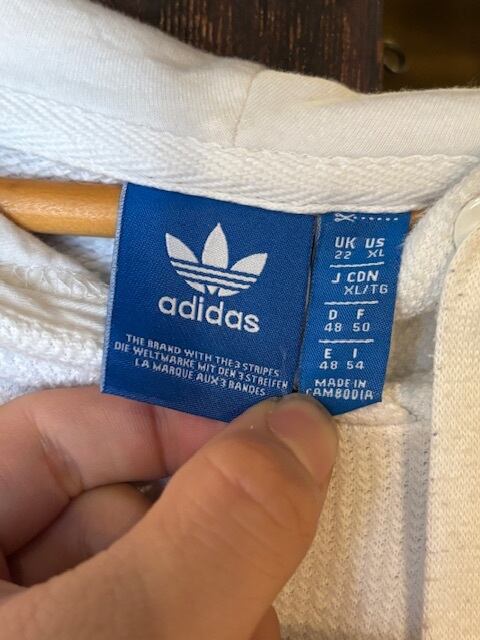 adidas
THE BRAND WITH THE 3 STRIPES
DIE WELTMARKE MIT DEN 3 STREIFEN
LA MARQUE AUX 3 BANDES
UK US
22 XL
J CDN
XL/TG
D F
48 50
E I
48 54
MADE IN
CAMBODIA